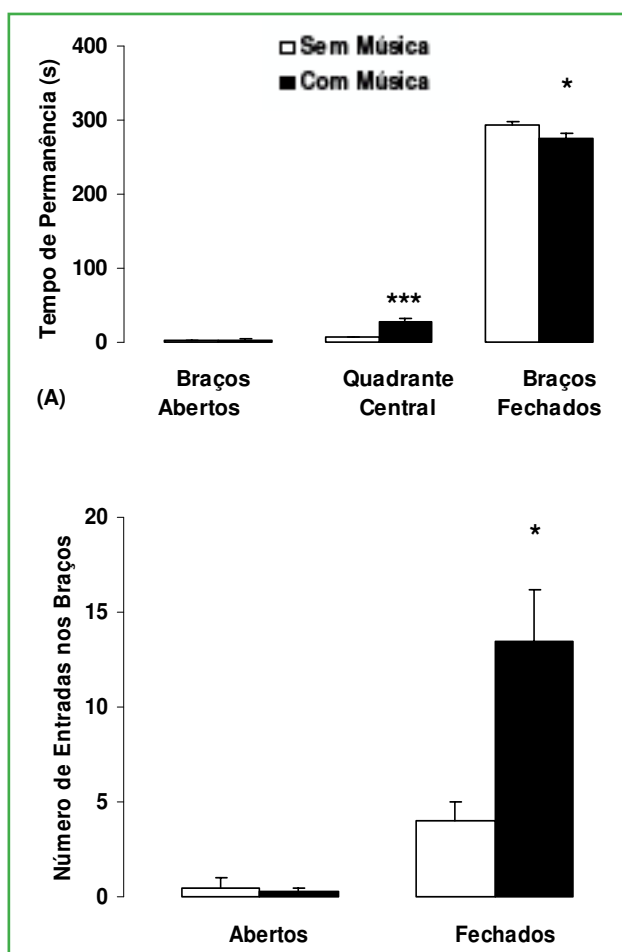 400
300
200
100
0
Tempo de Permanência (s)
Sem Música
Com Música
***
*
(A)
Braços
Abertos
Quadrante
Central
Braços
Fechados
20
15
10
5
0
Número de Entradas nos Braços
*
Abertos
Fechados